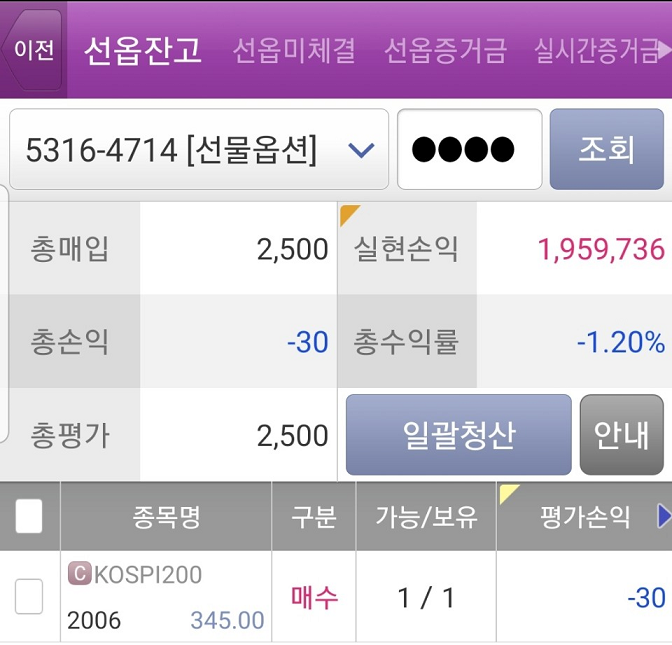 이전 선옵잔고 선옵미체결 선옵증거금 실시간증거금
5316-4714 [선물옵션] ●●●● 조회
총매입 2,500 실현손익 1,959,736
총손익 -30 총수익률 -1.20%
총평가 2,500 일괄청산 안내
종목명 구분 가능/보유 평가손익
C KOSPI200 매수 1 / 1 -30
2006 345.00